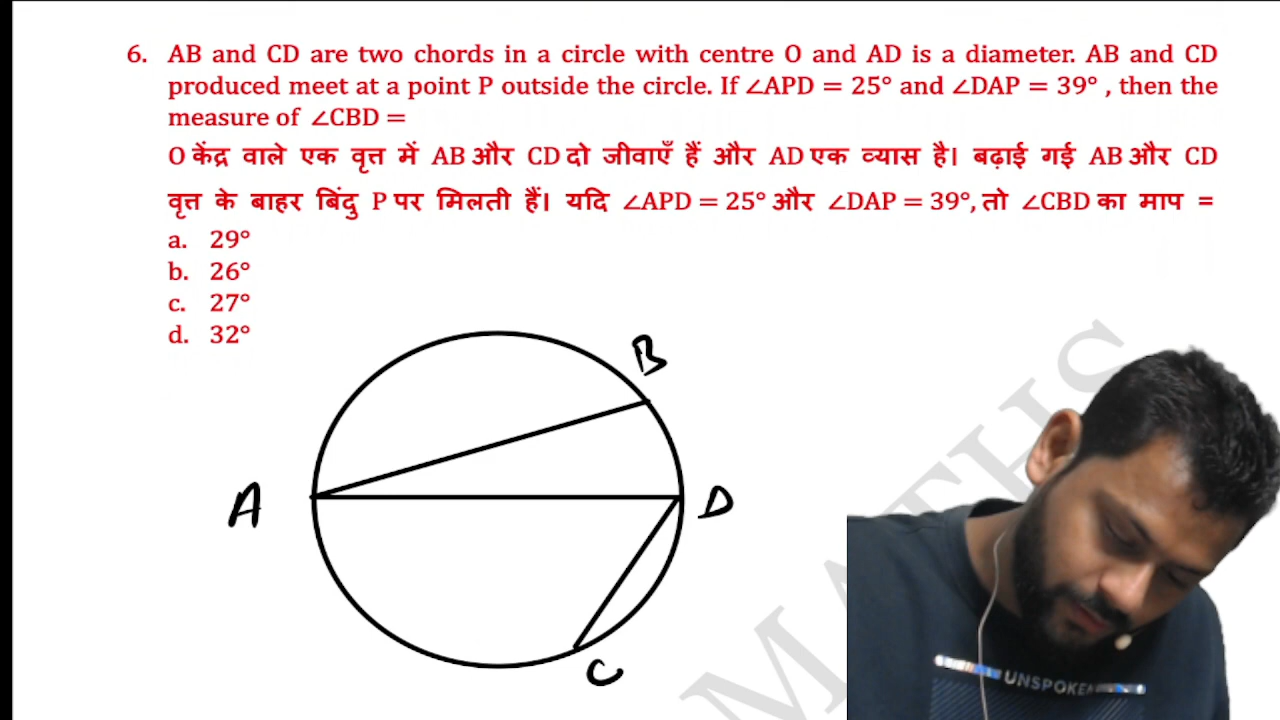 6. AB and CD are two chords in a circle with centre O and AD is a diameter. AB and CD
produced meet at a point P outside the circle. If ∠APD = 25° and ∠DAP = 39° , then the
measure of ∠CBD =
O केंद्र वाले एक वृत्त में AB और CD दो जीवाएँ हैं और AD एक व्यास है। बढ़ाई गई AB और CD
वृत्त के बाहर बिंदु P पर मिलती हैं। यदि ∠APD = 25° और ∠DAP = 39°, तो ∠CBD का माप =
a. 29°
b. 26°
c. 27°
d. 32°
B
A
D
C
MATHS
UNSPOKEN